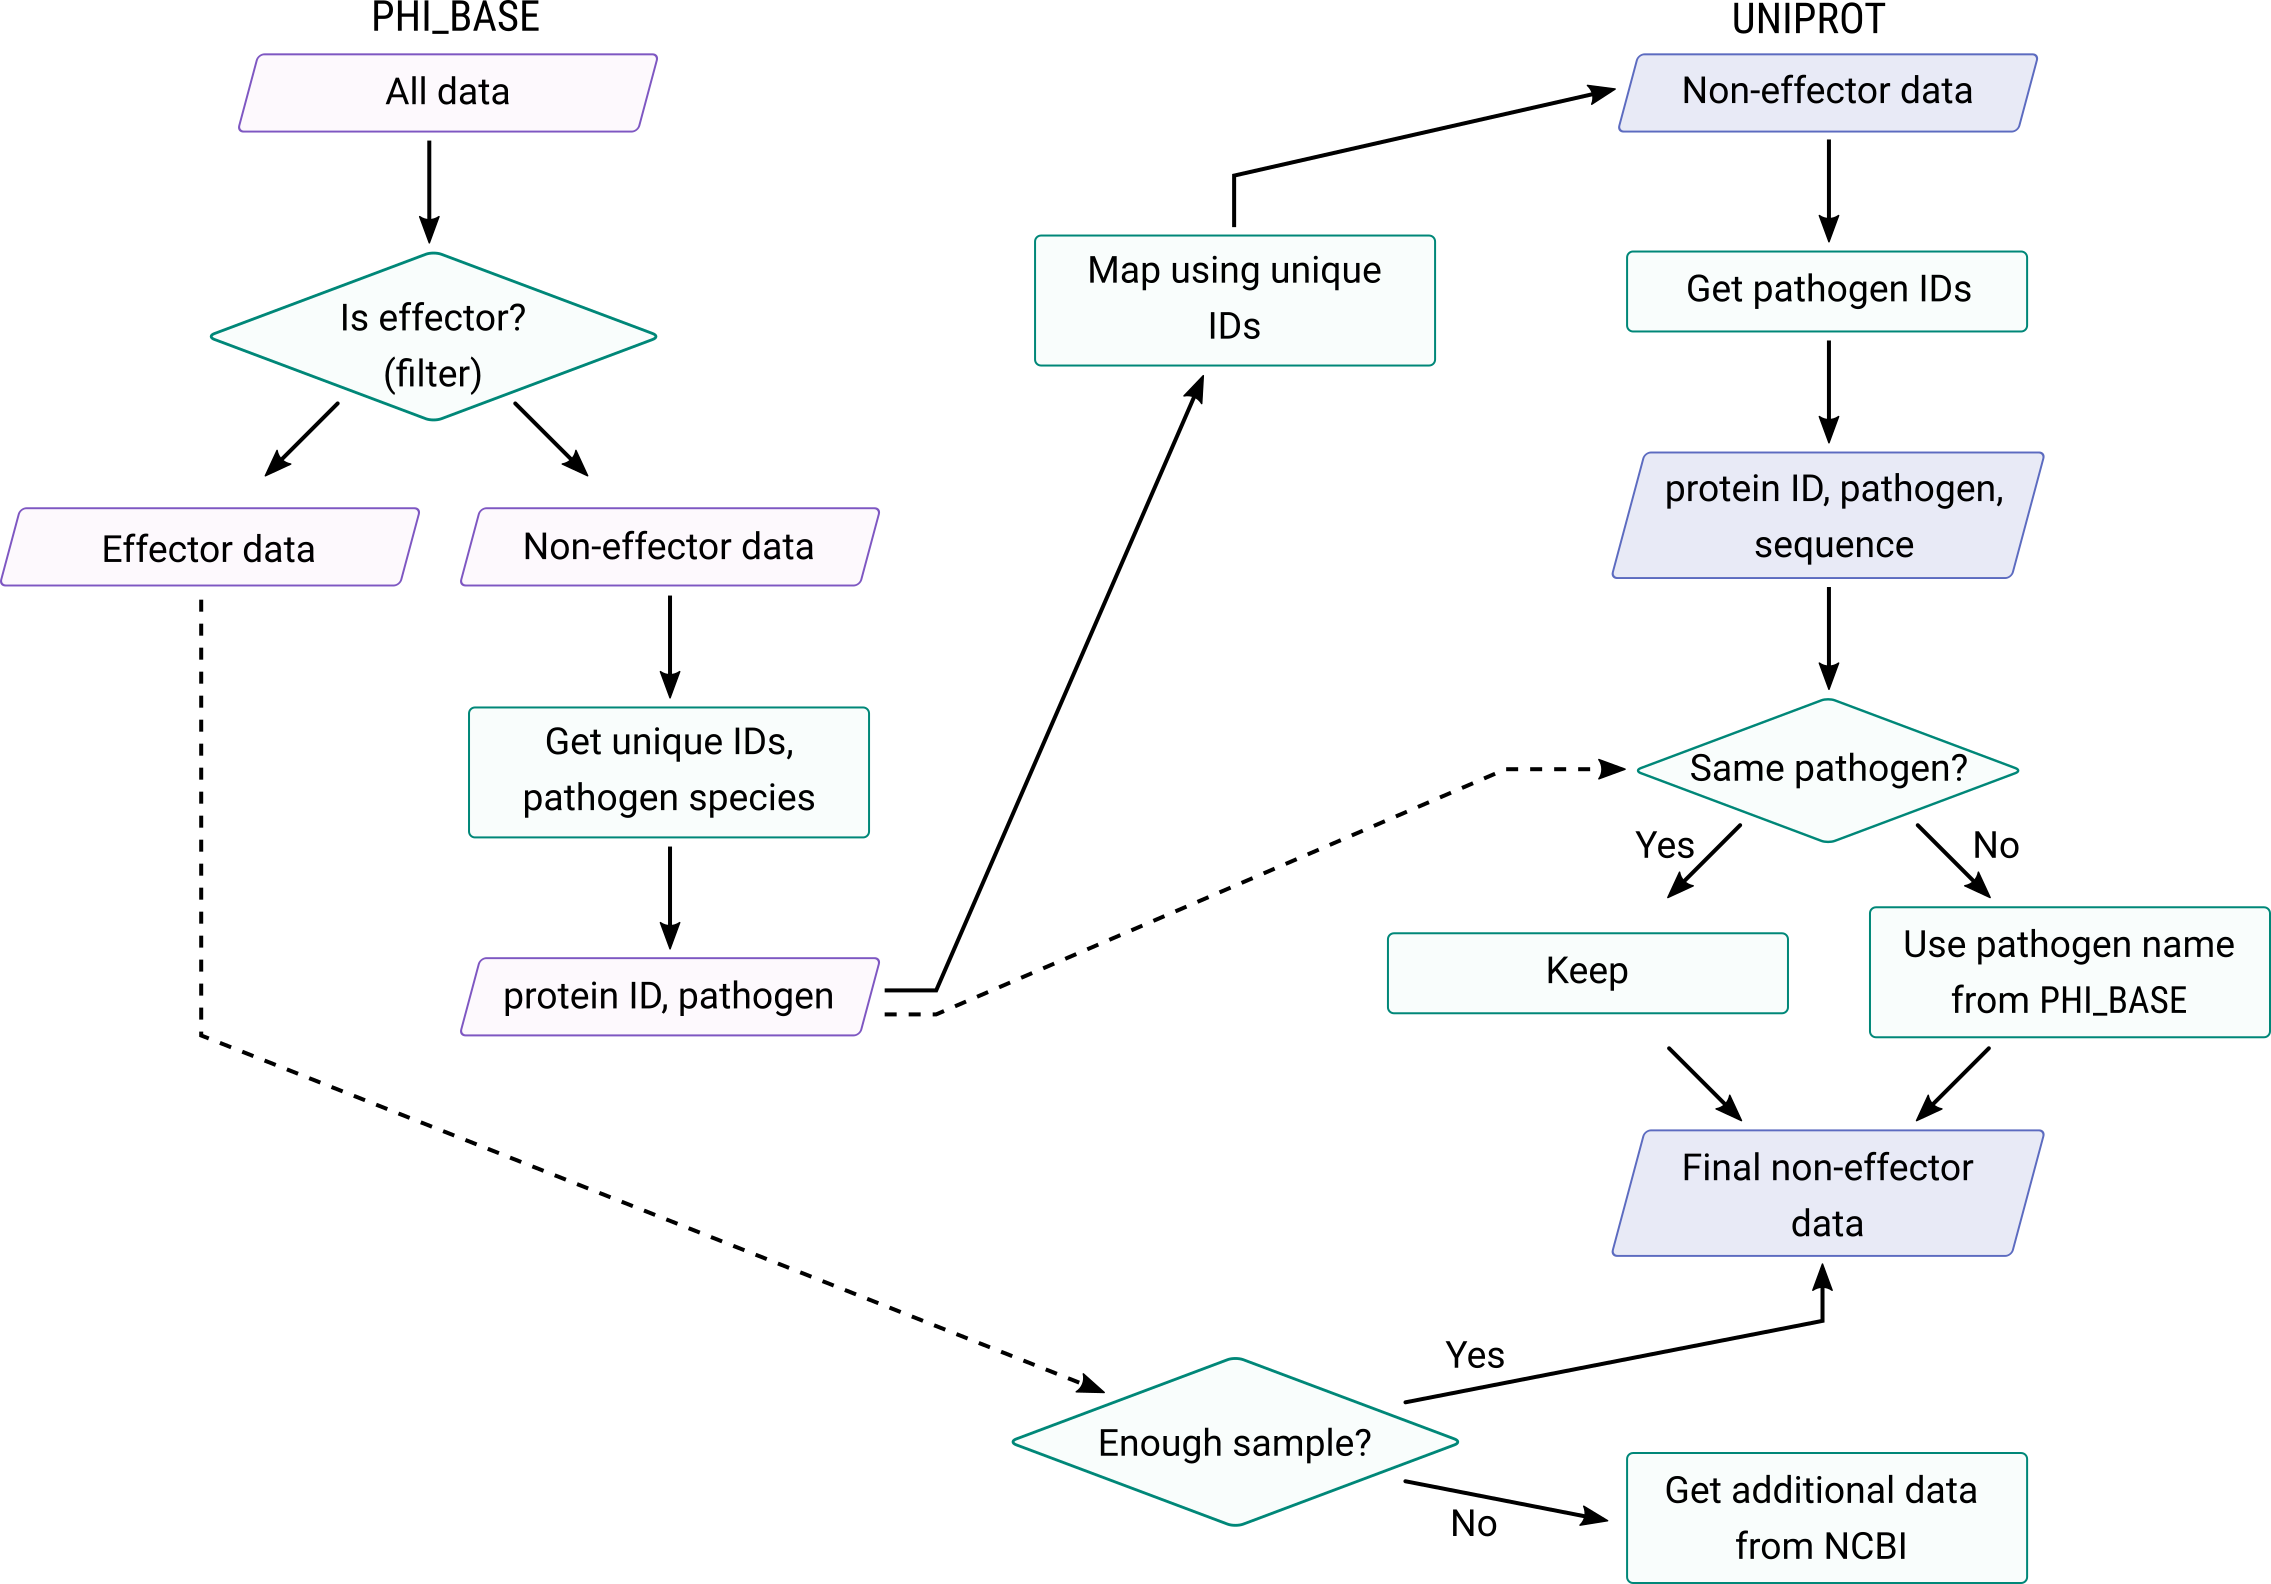 PHI_BASE
All data
Is effector?
(filter)
Effector data
Non-effector data
Get unique IDs,
pathogen species
protein ID, pathogen
Map using unique
IDs
UNIPROT
Non-effector data
Get pathogen IDs
protein ID, pathogen,
sequence
Same pathogen?
Yes
No
Keep
Use pathogen name
from PHI_BASE
Final non-effector
data
Enough sample?
Yes
No
Get additional data
from NCBI